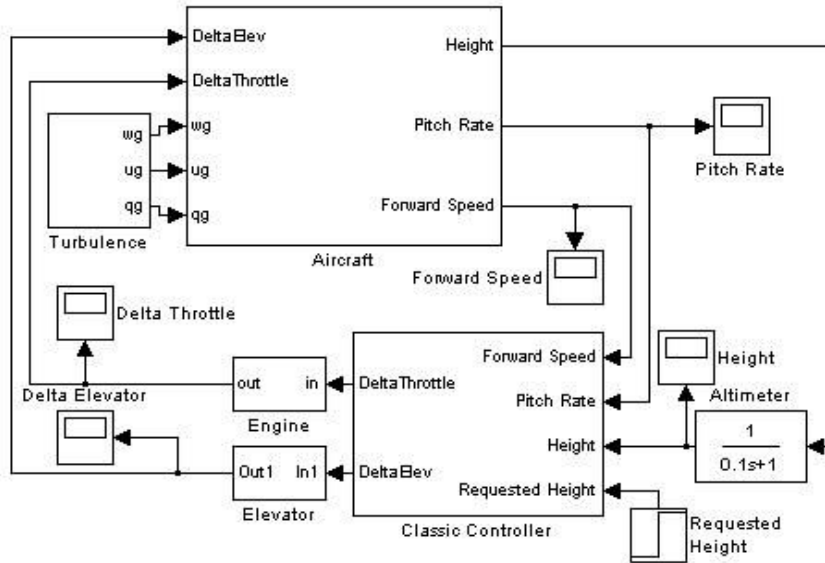 DeltaElev
Height
DeltaThrottle
wg
wg
Pitch Rate
ug
ug
Pitch Rate
qg
qg
Forward Speed
Turbulence
Aircraft
Forward Speed
Delta Throttle
Forward Speed
Height
out
in
DeltaThrottle
Delta Elevator
Pitch Rate
Altimeter
Engine
Height
1
0.1s+1
Out1
In1
DeltaElev
Requested Height
Elevator
Classic Controller
Requested
Height